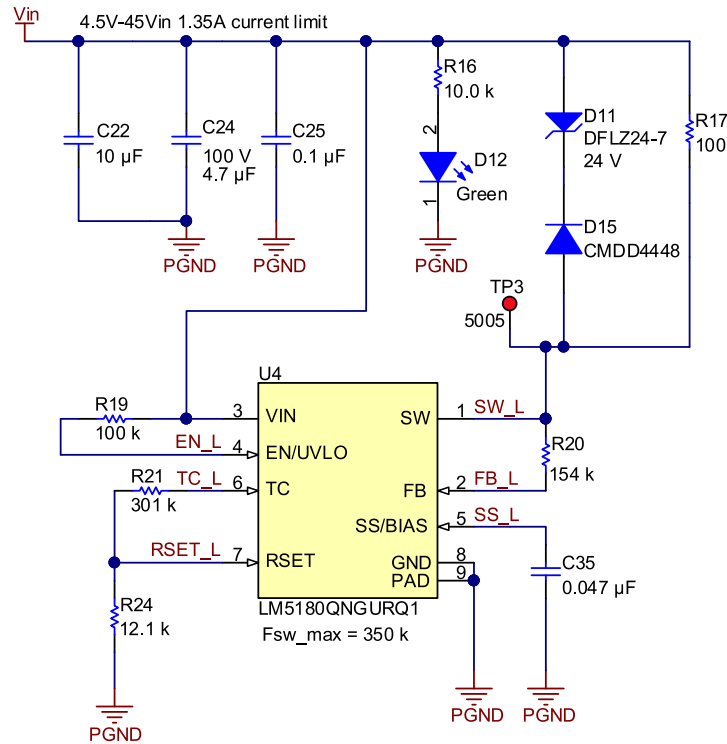 Vin
4.5V-45Vin 1.35A current limit
C22
10 µF
C24
100 V
4.7 µF
C25
0.1 µF
R16
10.0 k
2
D12
Green
1
D11
DFLZ24-7
24 V
R17
100
D15
CMDD4448
PGND
PGND
PGND
TP3
5005
U4
R19
100 k
3
VIN
SW
1
SW_L
EN_L
4
EN/UVLO
R20
154 k
R21
301 k
TC_L
6
TC
FB
2
FB_L
SS/BIAS
5
SS_L
RSET_L
7
RSET
GND
8
PAD
9
C35
0.047 µF
R24
12.1 k
LM5180QNGURQ1
Fsw_max = 350 k
PGND
PGND
PGND